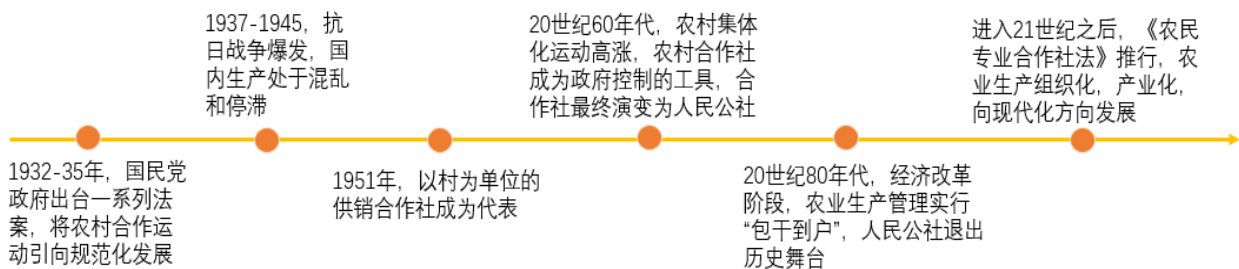 1932-35年，国民党
政府出台一系列法
案，将农村合作运
动引向规范化发展
1937-1945，抗
日战争爆发，国
内生产处于混乱
和停滞
1951年，以村为单位的
供销合作社成为代表
20世纪60年代，农村集体
化运动高涨，农村合作社
成为政府控制的工具，合
作社最终演变为人民公社
20世纪80年代，经济改革
阶段，农业生产管理实行
“包干到户”，人民公社退出
历史舞台
进入21世纪之后，《农民
专业合作社法》推行，农
业生产组织化，产业化，
向现代化方向发展